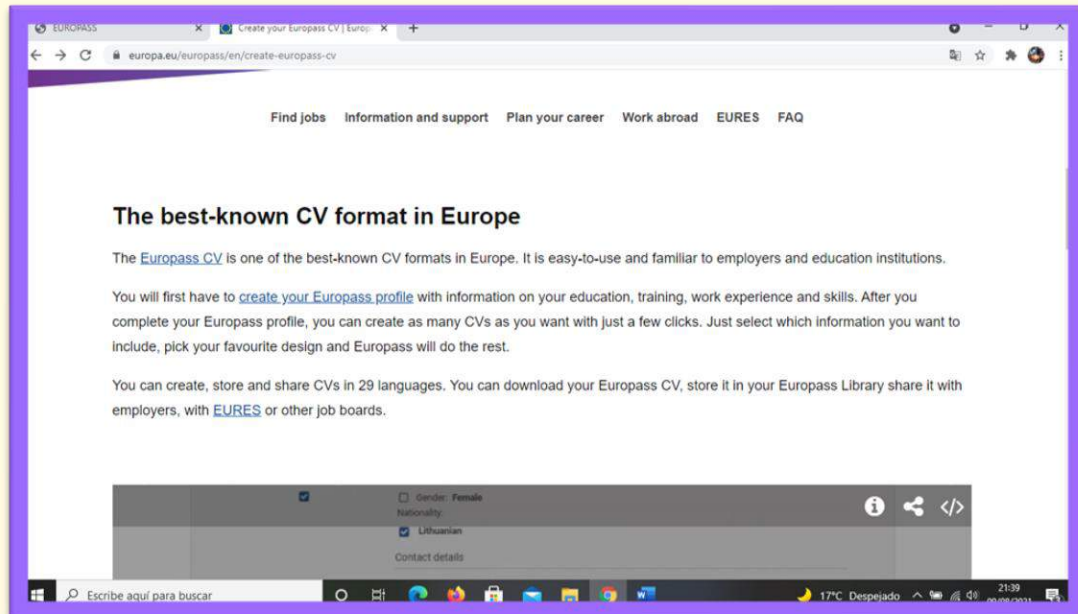 EUROPASS
Create your Europass CV | Europ
europa.eu/europass/en/create-europass-cv
Find jobs Information and support Plan your career Work abroad EURES FAQ
The best-known CV format in Europe
The Europass CV is one of the best-known CV formats in Europe. It is easy-to-use and familiar to employers and education institutions.
You will first have to create your Europass profile with information on your education, training, work experience and skills. After you
complete your Europass profile, you can create as many CVs as you want with just a few clicks. Just select which information you want to
include, pick your favourite design and Europass will do the rest.
You can create, store and share CVs in 29 languages. You can download your Europass CV, store it in your Europass Library share it with
employers, with EURES or other job boards.
Gender: Female
Nationality:
Lithuanian
Contact details
Escribe aquí para buscar
17°C Despejado
21:39